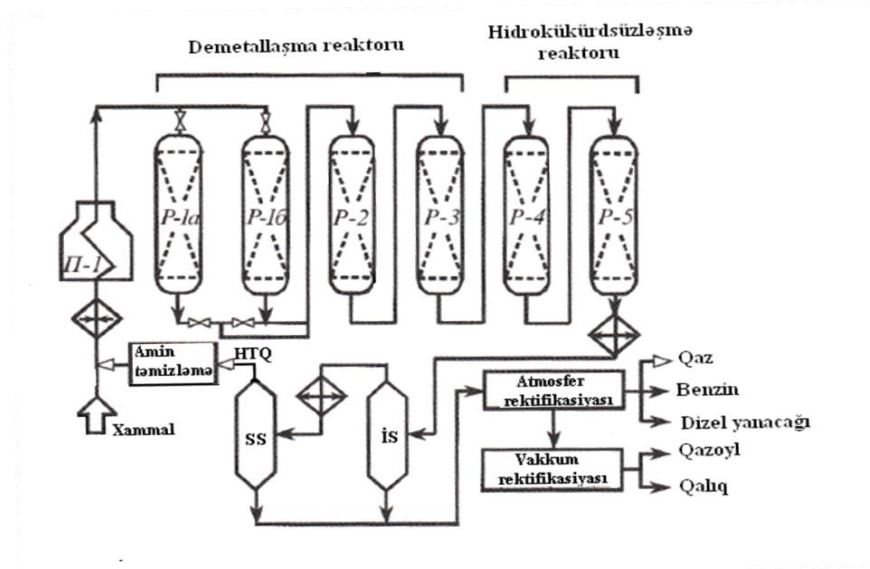 Demetallaşma reaktoru
Hidrokükürdsüzləşmə
reaktoru
P-1a
P-1б
P-2
P-3
P-4
P-5
П-1
Amin
təmizləmə
HTQ
Xammal
SS
İS
Atmosfer
rektifikasiyası
Vakkum
rektifikasiyası
Qaz
Benzin
Dizel yanacağı
Qazoyl
Qalıq